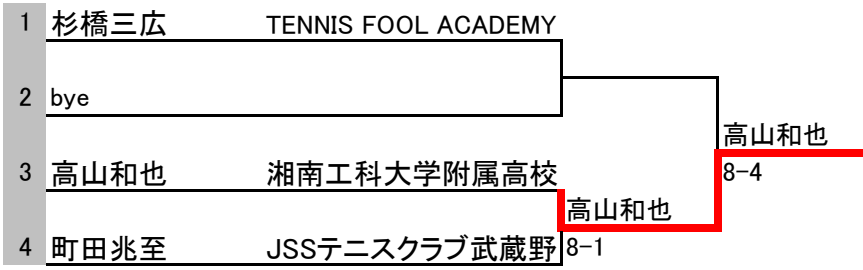 1 杉橋三広 TENNIS FOOL ACADEMY
2 bye
高山和也
3 高山和也 湘南工科大学附属高校 8-4
高山和也
4 町田兆至 JSSテニスクラブ武蔵野 8-1